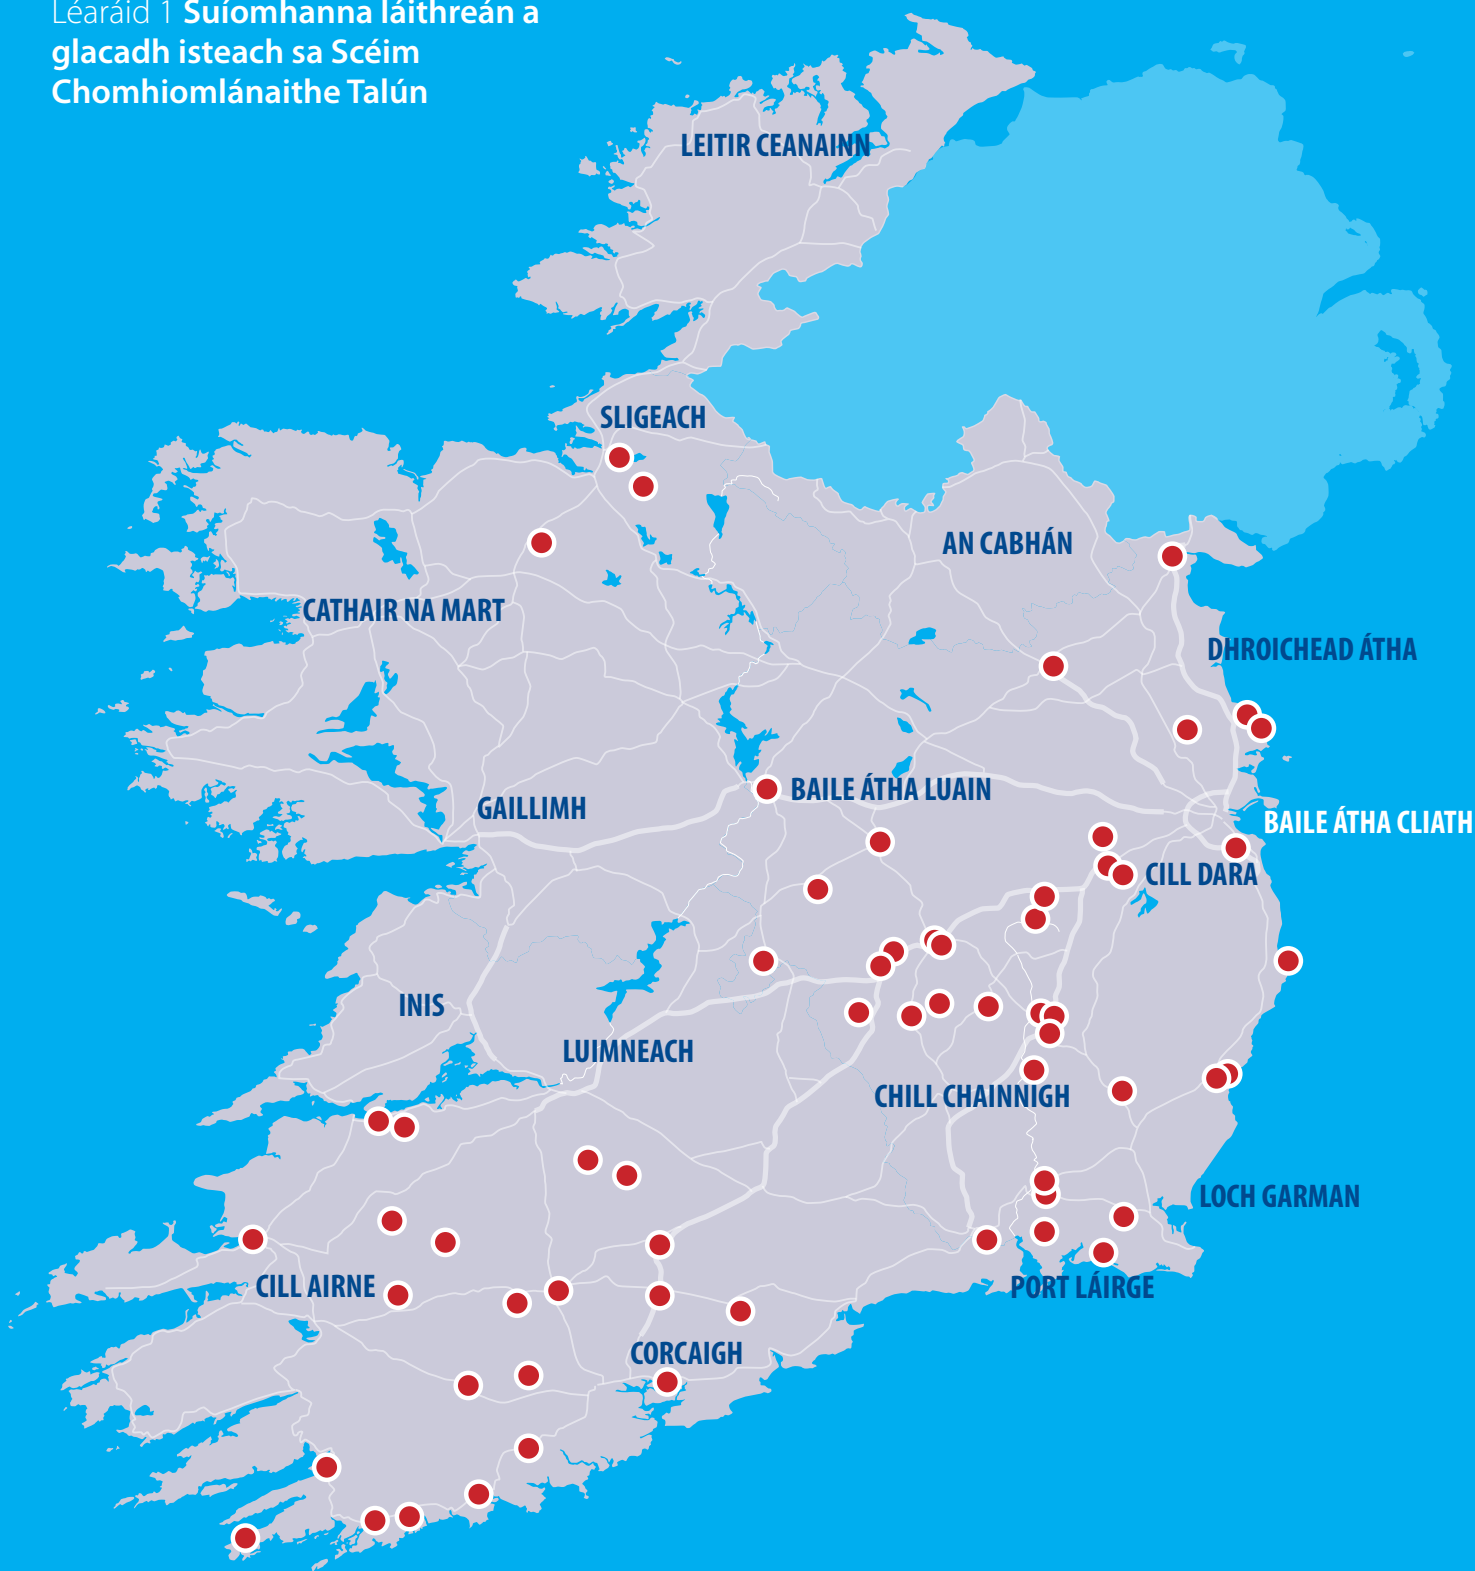 Léaráid 1 Suíomhanna láithreán a
glacadh isteach sa Scéim
Chomhiomlánaithe Talún
LEITIR CEANAINN
SLIGEACH
AN CABHÁN
CATHAIR NA MART
DHROICHEAD ÁTHA
BAILE ÁTHA LUAIN
GAILLIMH
BAILE ÁTHA CLIATH
CILL DARA
INIS
LUIMNEACH
CHILL CHAINNIGH
LOCH GARMAN
CILL AIRNE
PORT LÁIRGE
CORCAIGH